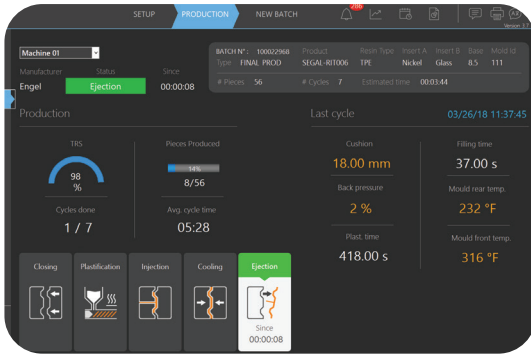 SETUP PRODUCTION NEW BATCH
286
Version 3.7
Machine 01
Manufacturer Status Since
Engel Ejection 00:00:08
BATCH N° : 100022968 Product Resin Type Insert A Insert B Base Mold Id
Type FINAL PROD SEGAL-RIT006 TPE Nickel Glass 8.5 111
# Pieces 56 # Cycles 7 Estimated time 00:03:44
Production
Last cycle 03/26/18 11:37:45
TRS
98
%
Pieces Produced
14%
8/56
Cycles done
1 / 7
Avg. cycle time
05:28
Cushion
18.00 mm
Filling time
37.00 s
Back pressure
2 %
Mould rear temp.
232 °F
Plast. time
418.00 s
Mould front temp.
316 °F
Closing Plastification Injection Cooling Ejection
Since
00:00:08